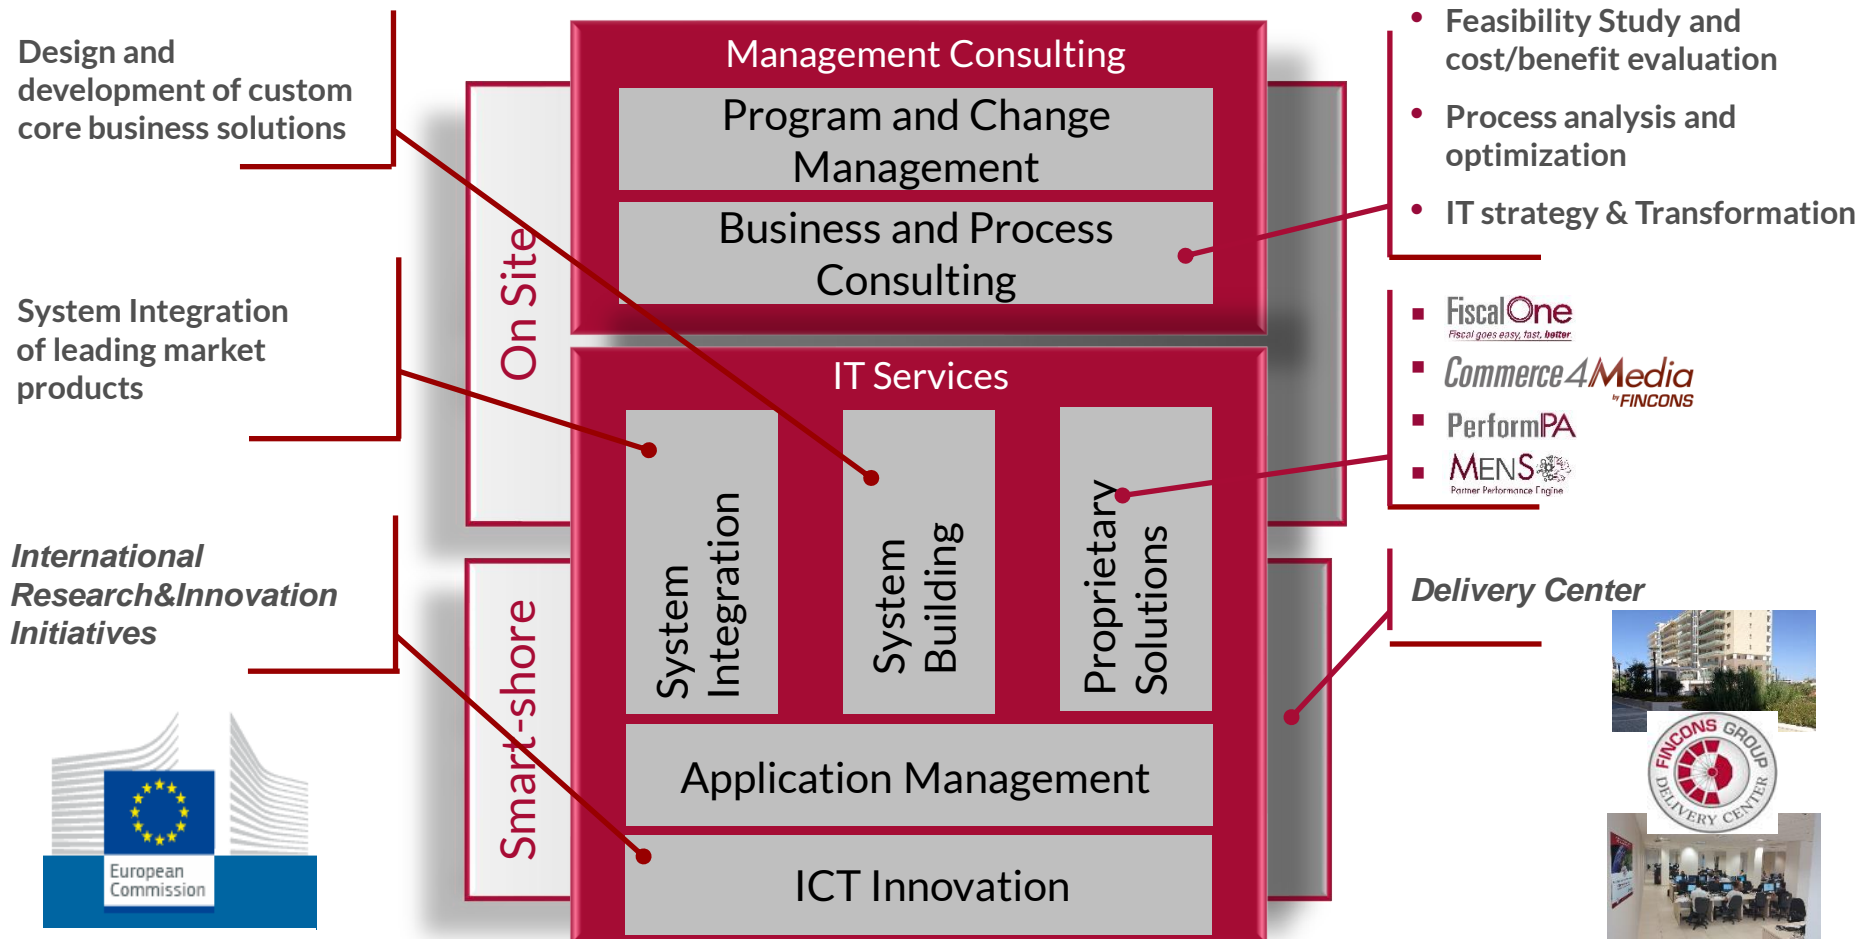 Design and
development of custom
core business solutions
System Integration
of leading market
products
International
Research&Innovation
Initiatives
European
Commission
On Site
Smart-shore
Management Consulting
Program and Change
Management
Business and Process
Consulting
IT Services
System
Integration
System
Building
Proprietary
Solutions
Application Management
ICT Innovation
• Feasibility Study and
cost/benefit evaluation
• Process analysis and
optimization
• IT strategy & Transformation
▪ FiscalOne
Fiscal goes easy, fast, better
▪ Commerce4Media
by FINCONS
▪ PerformPA
▪ MENS
Partner Performance Engine
Delivery Center
FINCONS GROUP
DELIVERY CENTER